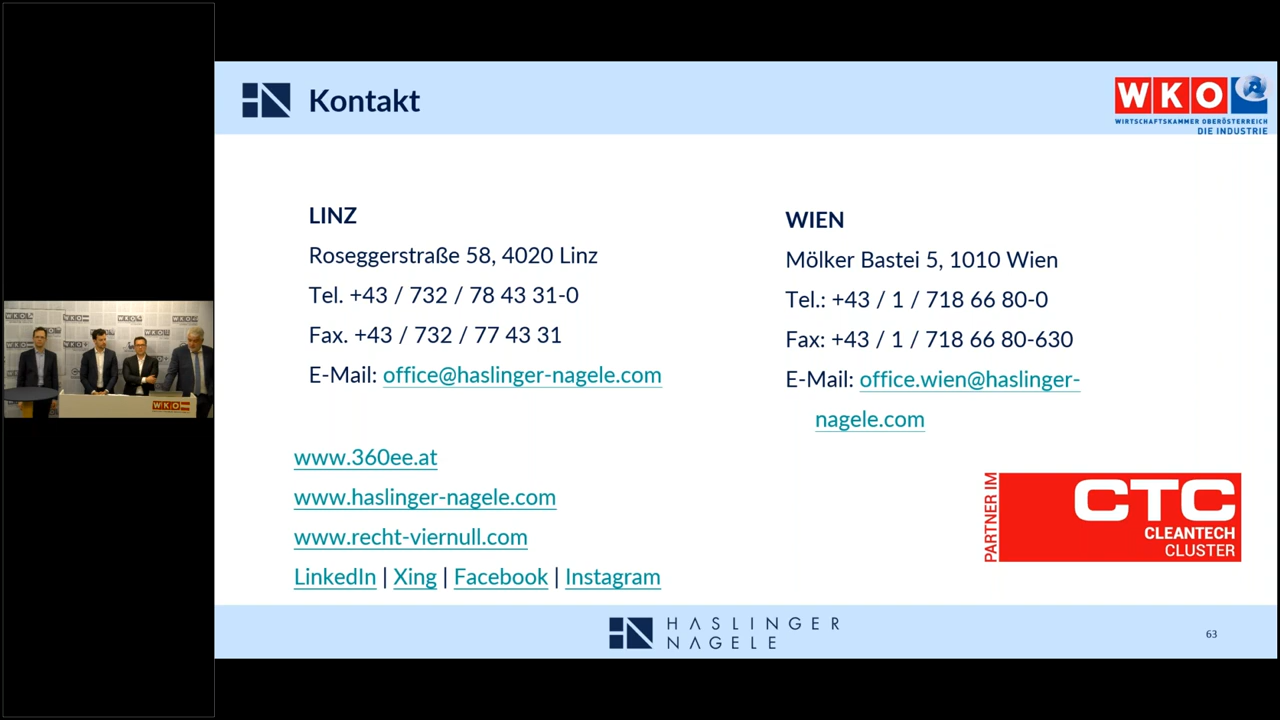 Kontakt
WKO
WIRTSCHAFTSKAMMER OBERÖSTERREICH
DIE INDUSTRIE
LINZ
Roseggerstraße 58, 4020 Linz
Tel. +43 / 732 / 78 43 31-0
Fax. +43 / 732 / 77 43 31
E-Mail: office@haslinger-nagele.com
WIEN
Mölker Bastei 5, 1010 Wien
Tel.: +43 / 1 / 718 66 80-0
Fax: +43 / 1 / 718 66 80-630
E-Mail: office.wien@haslinger-
nagele.com
www.360ee.at
www.haslinger-nagele.com
www.recht-viernull.com
LinkedIn | Xing | Facebook | Instagram
PARTNER IM
CTC
CLEANTECH
CLUSTER
HASLINGER
NAGELE
63
WKO